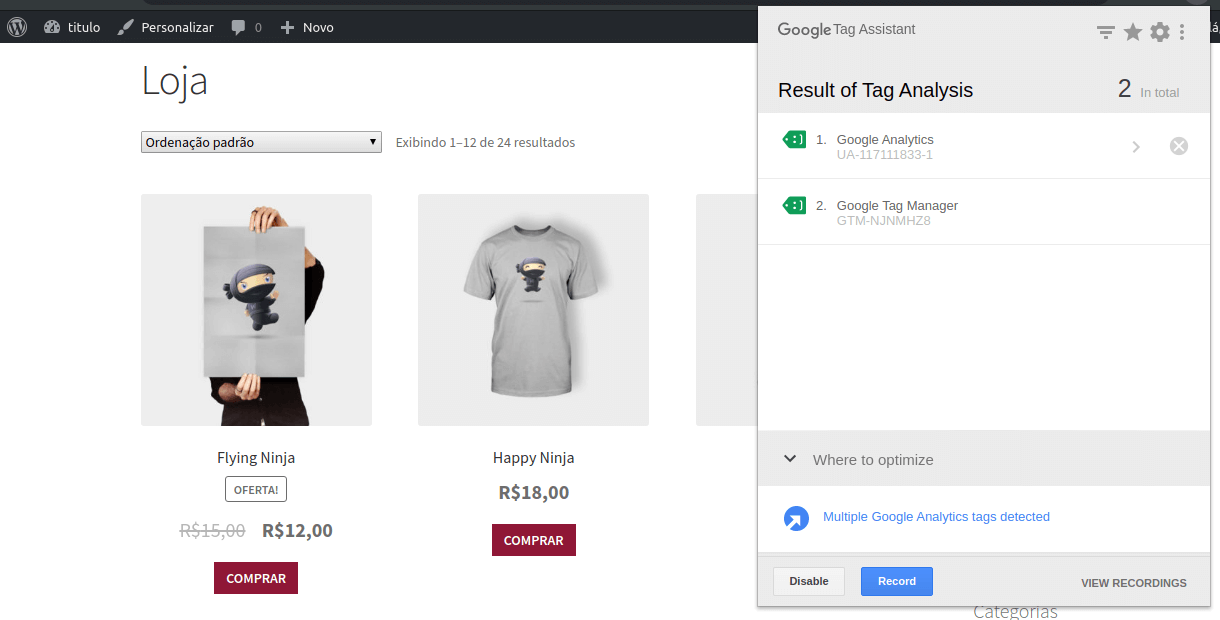 titulo Personalizar 0 Novo
Loja
Ordenação padrão Exibindo 1–12 de 24 resultados
Flying Ninja
OFERTA!
R$15,00 R$12,00
COMPRAR
Happy Ninja
R$18,00
COMPRAR
Google Tag Assistant
Result of Tag Analysis 2 In total
1. Google Analytics
UA-117111833-1
2. Google Tag Manager
GTM-NJNMHZ8
Where to optimize
Multiple Google Analytics tags detected
Disable Record VIEW RECORDINGS
Categorias